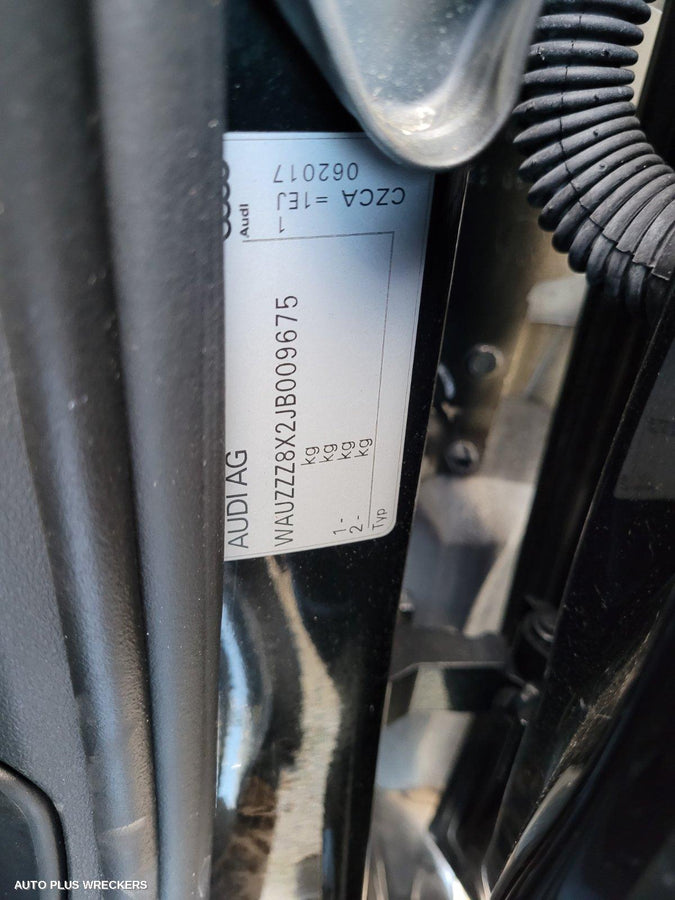 AUDI AG
WAUZZZ8X2JB009675
kg
kg
1- kg
2- kg
Typ
Audi
062017
CZCA =1EJ 1
AUTO PLUS WRECKERS